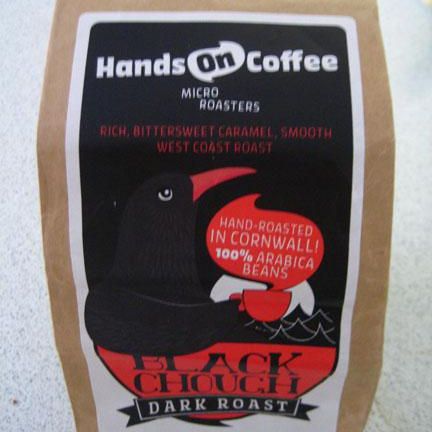 Hands On Coffee
MICRO
ROASTERS
RICH, BITTERSWEET CARAMEL, SMOOTH
WEST COAST ROAST
HAND-ROASTED
IN CORNWALL!
100% ARABICA
BEANS
BLACK
CHOUGH
DARK ROAST